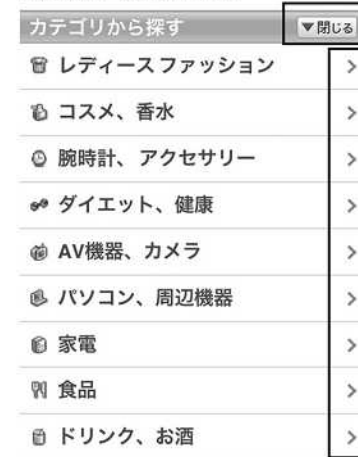 カテゴリから探す ▼閉じる
レディースファッション
コスメ、香水
腕時計、アクセサリー
ダイエット、健康
AV機器、カメラ
パソコン、周辺機器
家電
食品
ドリンク、お酒